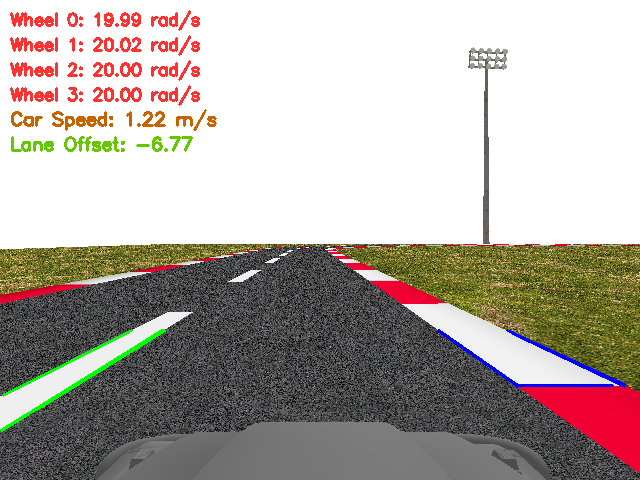 Wheel 0: 19.99 rad/s
Wheel 1: 20.02 rad/s
Wheel 2: 20.00 rad/s
Wheel 3: 20.00 rad/s
Car Speed: 1.22 m/s
Lane Offset: -6.77